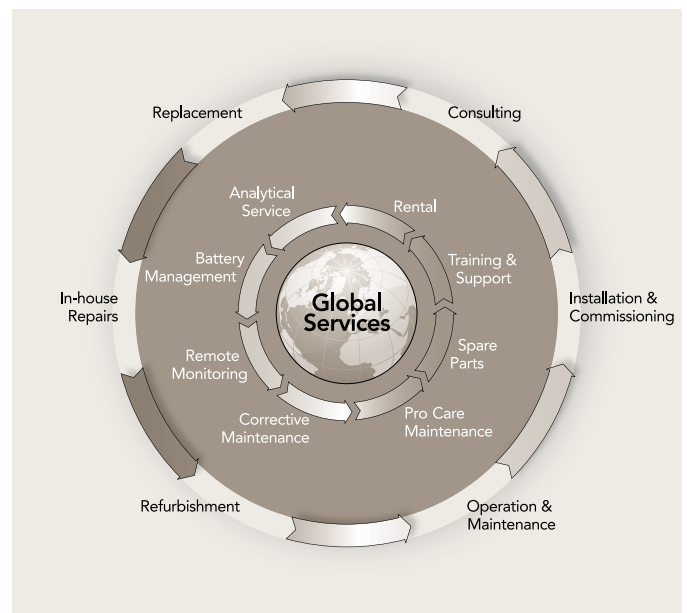 Replacement
Consulting
Analytical
Service
Rental
Battery
Management
Training &
Support
In-house
Repairs
Global
Services
Installation &
Commissioning
Remote
Monitoring
Spare
Parts
Corrective
Maintenance
Pro Care
Maintenance
Refurbishment
Operation &
Maintenance